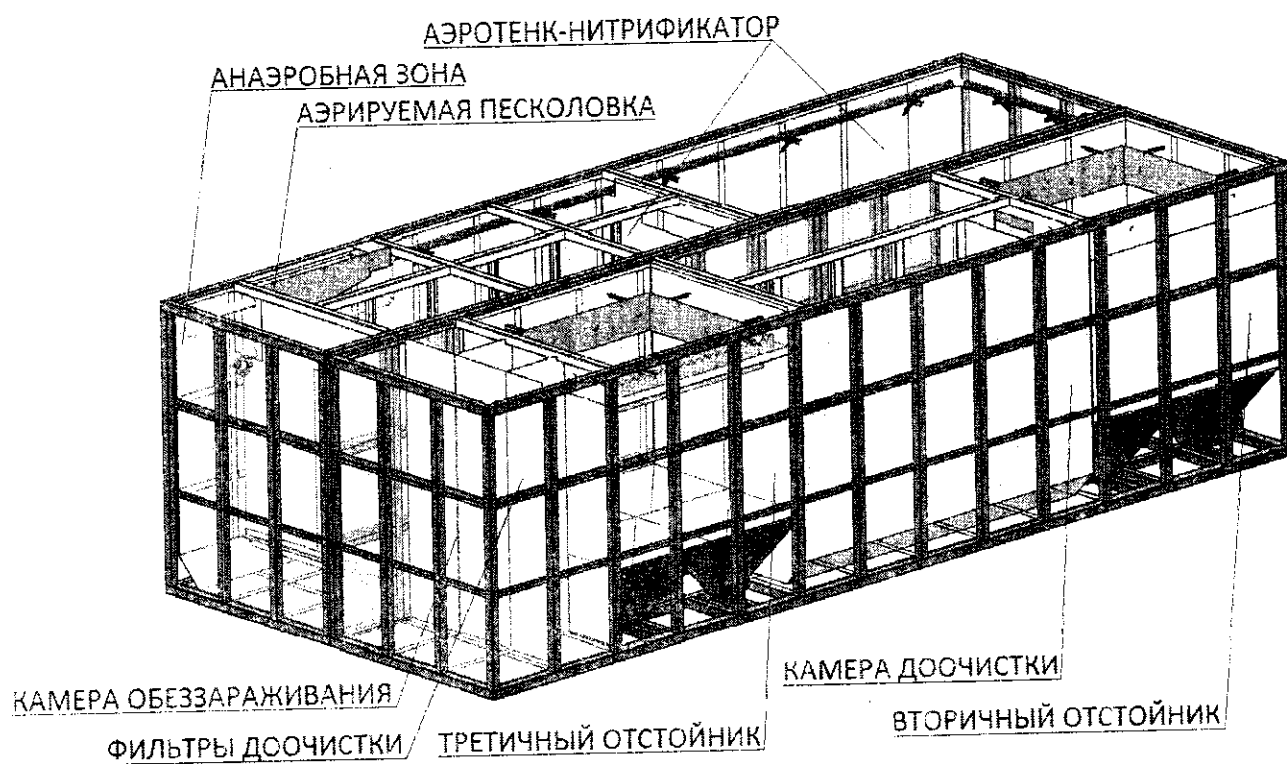 АЭРОТЕНК-НИТРИФИКАТОР
АНАЭРОБНАЯ ЗОНА
АЭРИРУЕМАЯ ПЕСКОЛОВКА
КАМЕРА ДООЧИСТКИ
КАМЕРА ОБЕЗЗАРАЖИВАНИЯ
ВТОРИЧНЫЙ ОТСТОЙНИК
ФИЛЬТРЫ ДООЧИСТКИ
ТРЕТИЧНЫЙ ОТСТОЙНИК